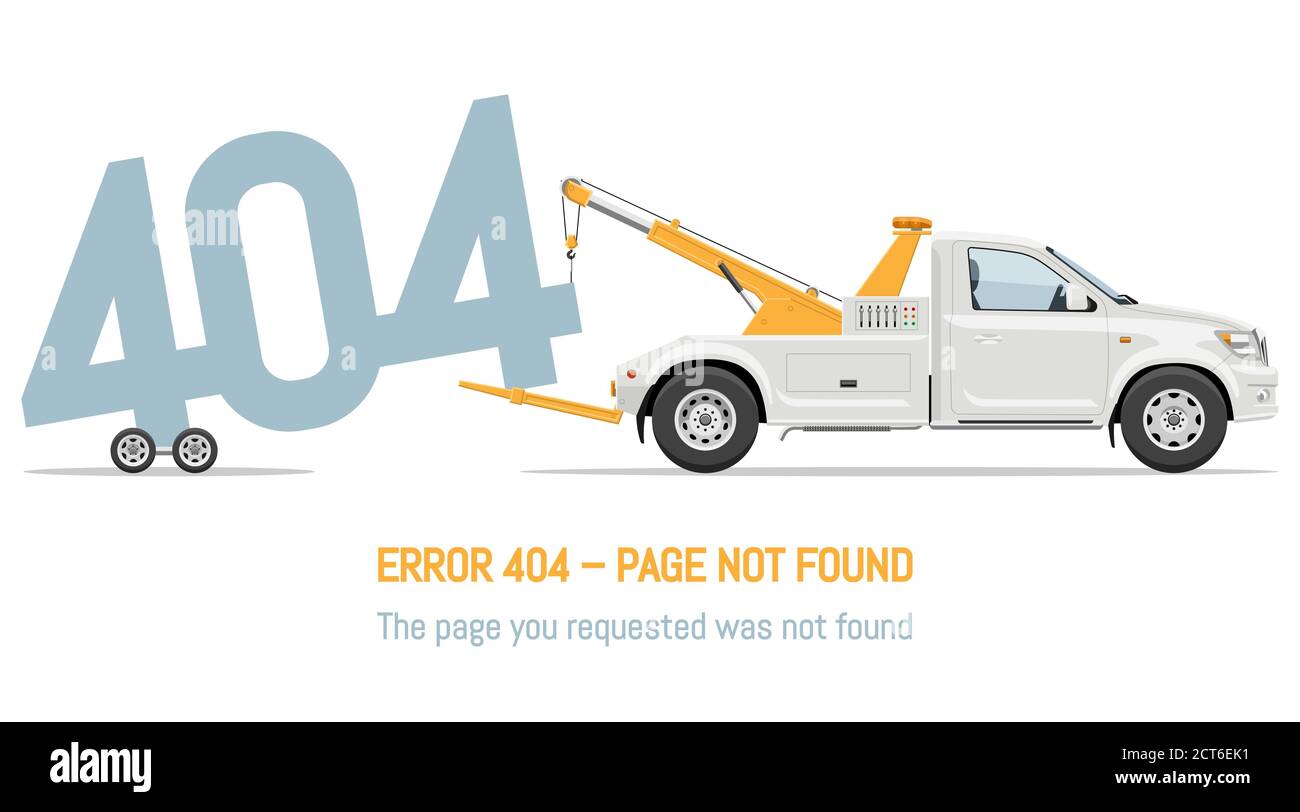 404
ERROR 404 – PAGE NOT FOUND
The page you requested was not found
alamy
Image ID: 2CT6EK1
www.alamy.com